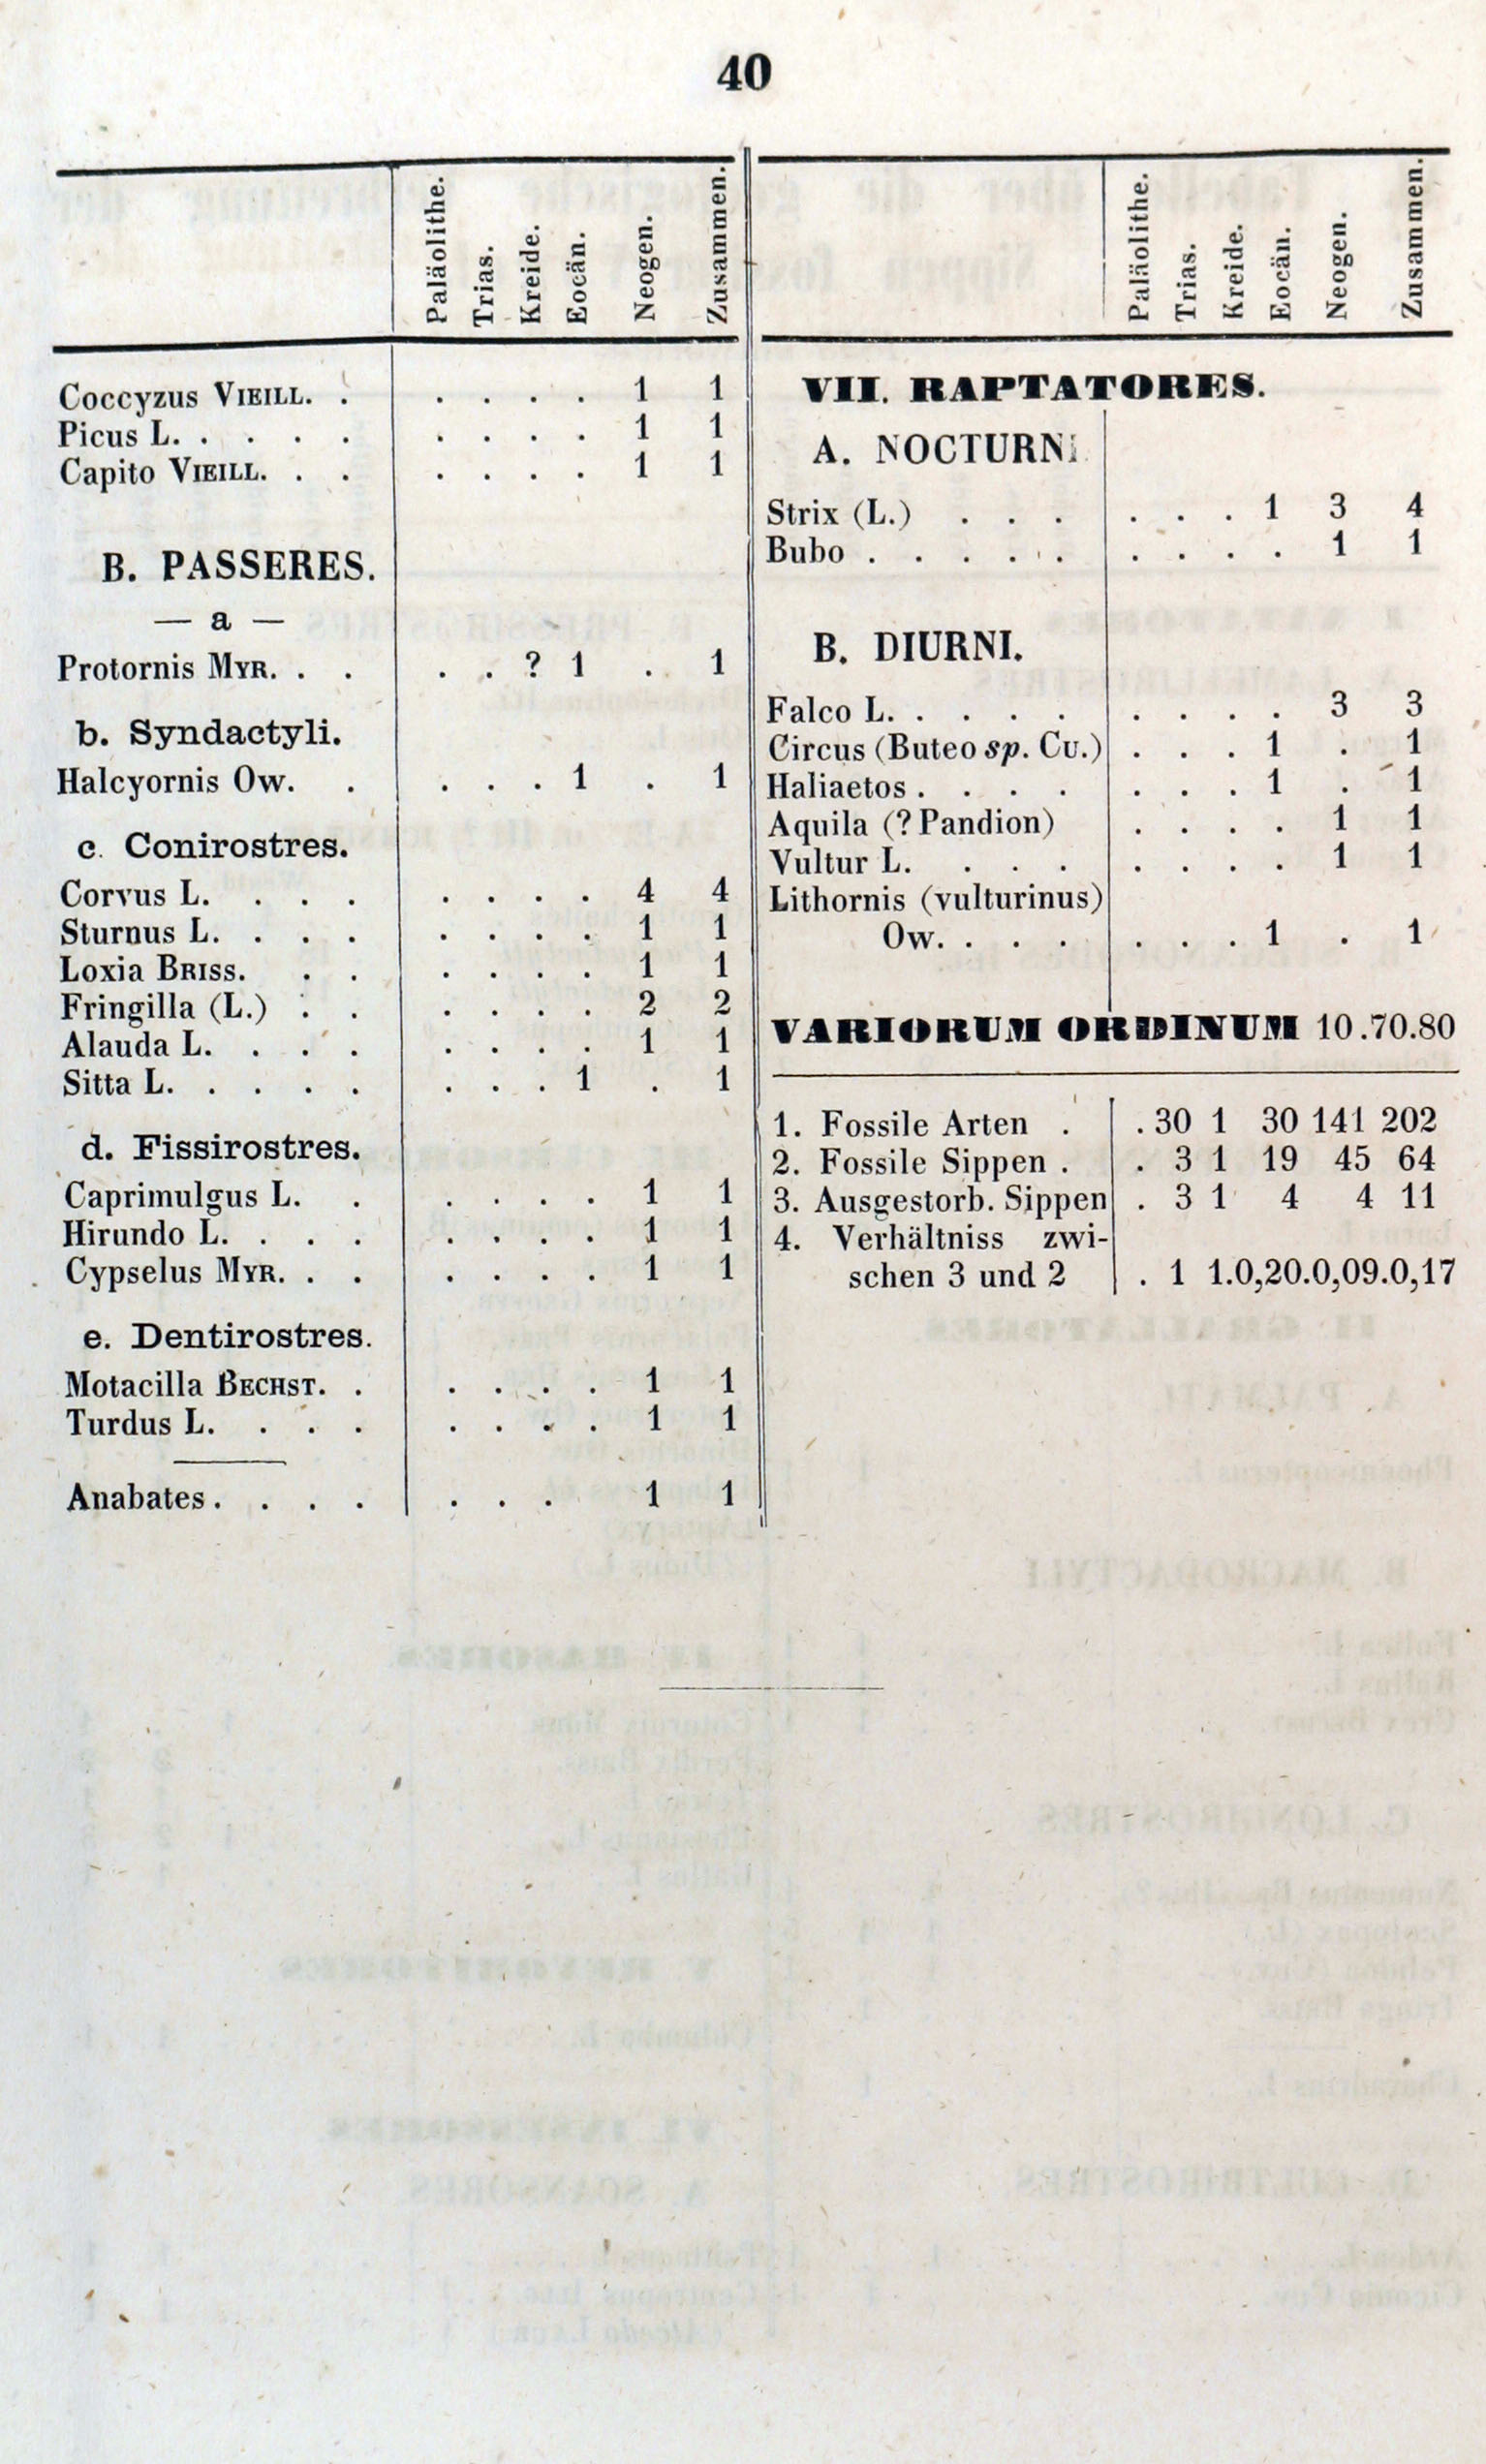 40
Paläolithe. Trias. Kreide. Eocän. Neogen. Zusammen.
Coccyzus VIEILL. . . . . . 1 1
Picus L. . . . . . . . . 1 1
Capito VIEILL. . . . . . . 1 1
B. PASSERES.
— a —
Protornis MYR. . . . . ? 1 . 1
b. Syndactyli.
Halcyornis OW. . . . . 1 . 1
c. Conirostres.
Corvus L. . . . . . . . 4 4
Sturnus L. . . . . . . . 1 1
Loxia BRISS. . . . . . . 1 1
Fringilla (L.) . . . . . . 2 2
Alauda L. . . . . . . . 1 1
Sitta L. . . . . . . . 1 . 1
d. Fissirostres.
Caprimulgus L. . . . . . 1 1
Hirundo L. . . . . . . . 1 1
Cypselus MYR. . . . . . . 1 1
e. Dentirostres.
Motacilla BECHST. . . . . . 1 1
Turdus L. . . . . . . . 1 1
Anabates. . . . . . . 1 1
Paläolithe. Trias. Kreide. Eocän. Neogen. Zusammen.
VII. RAPTATORES.
A. NOCTURNI
Strix (L.) . . . . . . 1 3 4
Bubo . . . . . . . . . 1 1
B. DIURNI.
Falco L. . . . . . . . . 3 3
Circus (Buteo sp. CU.) . . . 1 . 1
Haliaetos . . . . . . . 1 . 1
Aquila (? Pandion) . . . . 1 1
Vultur L. . . . . . . . 1 1
Lithornis (vulturinus)
OW. . . . . . . 1 . 1
VARIORUM ORDINUM 10.70.80
1. Fossile Arten . . 30 1 30 141 202
2. Fossile Sippen . . 3 1 19 45 64
3. Ausgestorb. Sippen . 3 1 4 4 11
4. Verhältniss zwi-
schen 3 und 2 . 1 1.0,20.0,09.0,17